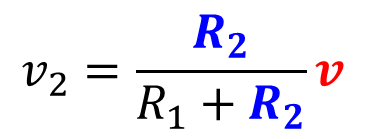 v₂ = R₂ / (R₁ + R₂) v